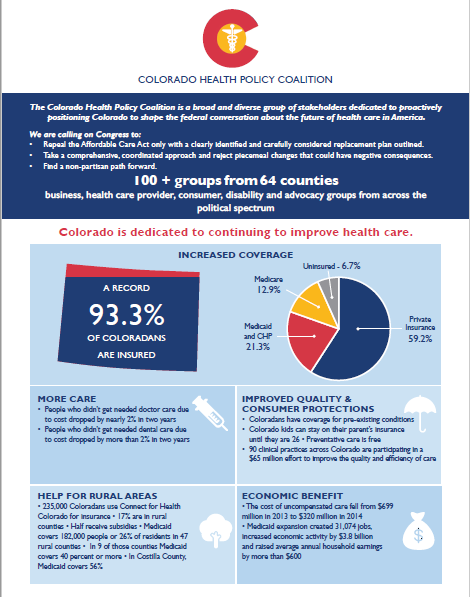 COLORADO HEALTH POLICY COALITION
The Colorado Health Policy Coalition is a broad and diverse group of stakeholders dedicated to proactively
positioning Colorado to shape the federal conversation about the future of health care in America.
We are calling on Congress to:
• Repeal the Affordable Care Act only with a clearly identified and carefully considered replacement plan outlined.
• Take a comprehensive, coordinated approach and reject piecemeal changes that could have negative consequences.
• Find a non-partisan path forward.
100 + groups from 64 counties
business, health care provider, consumer, disability and advocacy groups from across the
political spectrum
Colorado is dedicated to continuing to improve health care.
INCREASED COVERAGE
A RECORD
93.3%
OF COLORADANS
ARE INSURED
Uninsured - 6.7%
Medicare
12.9%
Medicaid
and CHP
21.3%
Private
Insurance
59.2%
MORE CARE
• People who didn't get needed doctor care due
to cost dropped by nearly 2% in two years
• People who didn't get needed dental care due
to cost dropped by more than 2% in two years
IMPROVED QUALITY &
CONSUMER PROTECTIONS
• Coloradans have coverage for pre-existing conditions
• Colorado kids can stay on their parent's insurance
until they are 26 • Preventative care is free
• 90 clinical practices across Colorado are participating in a
$65 million effort to improve the quality and efficiency of care
HELP FOR RURAL AREAS
• 235,000 Coloradans use Connect for Health
Colorado for insurance • 17% are in rural
counties • Half receive subsidies • Medicaid
covers 182,000 people or 26% of residents in 47
rural counties • In 9 of those counties Medicaid
covers 40 percent or more • In Costilla County,
Medicaid covers 56%
ECONOMIC BENEFIT
• The cost of uncompensated care fell from $699
million in 2013 to $320 million in 2014
• Medicaid expansion created 31,074 jobs,
increased economic activity by $3.8 billion
and raised average annual household earnings
by more than $600
$